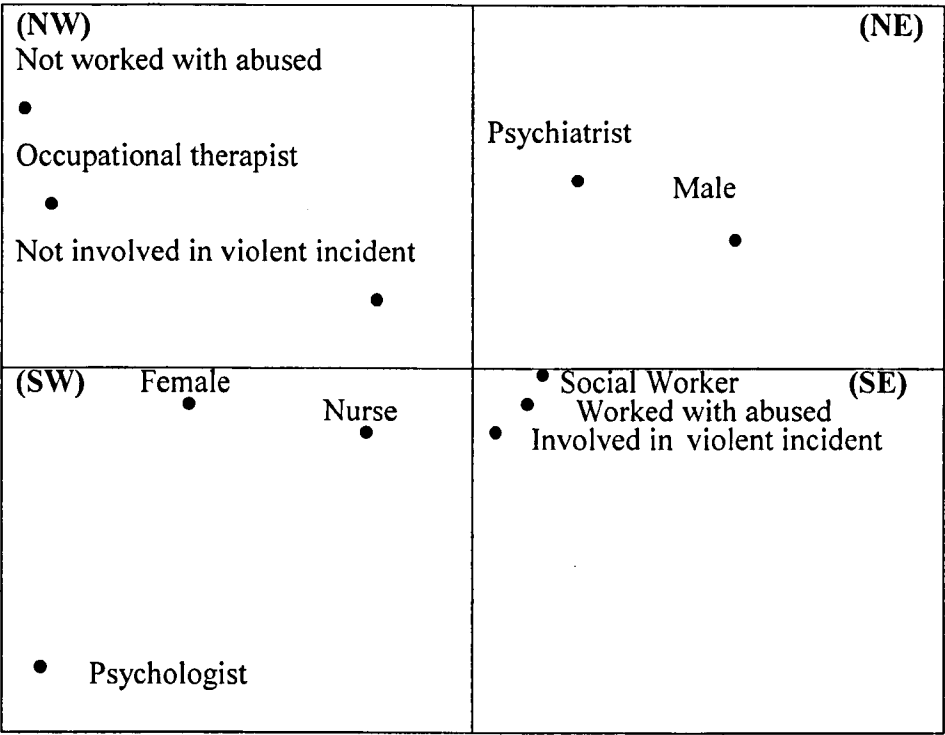 (NW)
Not worked with abused
Occupational therapist
Not involved in violent incident
(NE)
Psychiatrist
Male
(SW)
Female
Nurse
Psychologist
(SE)
Social Worker
Worked with abused
Involved in violent incident